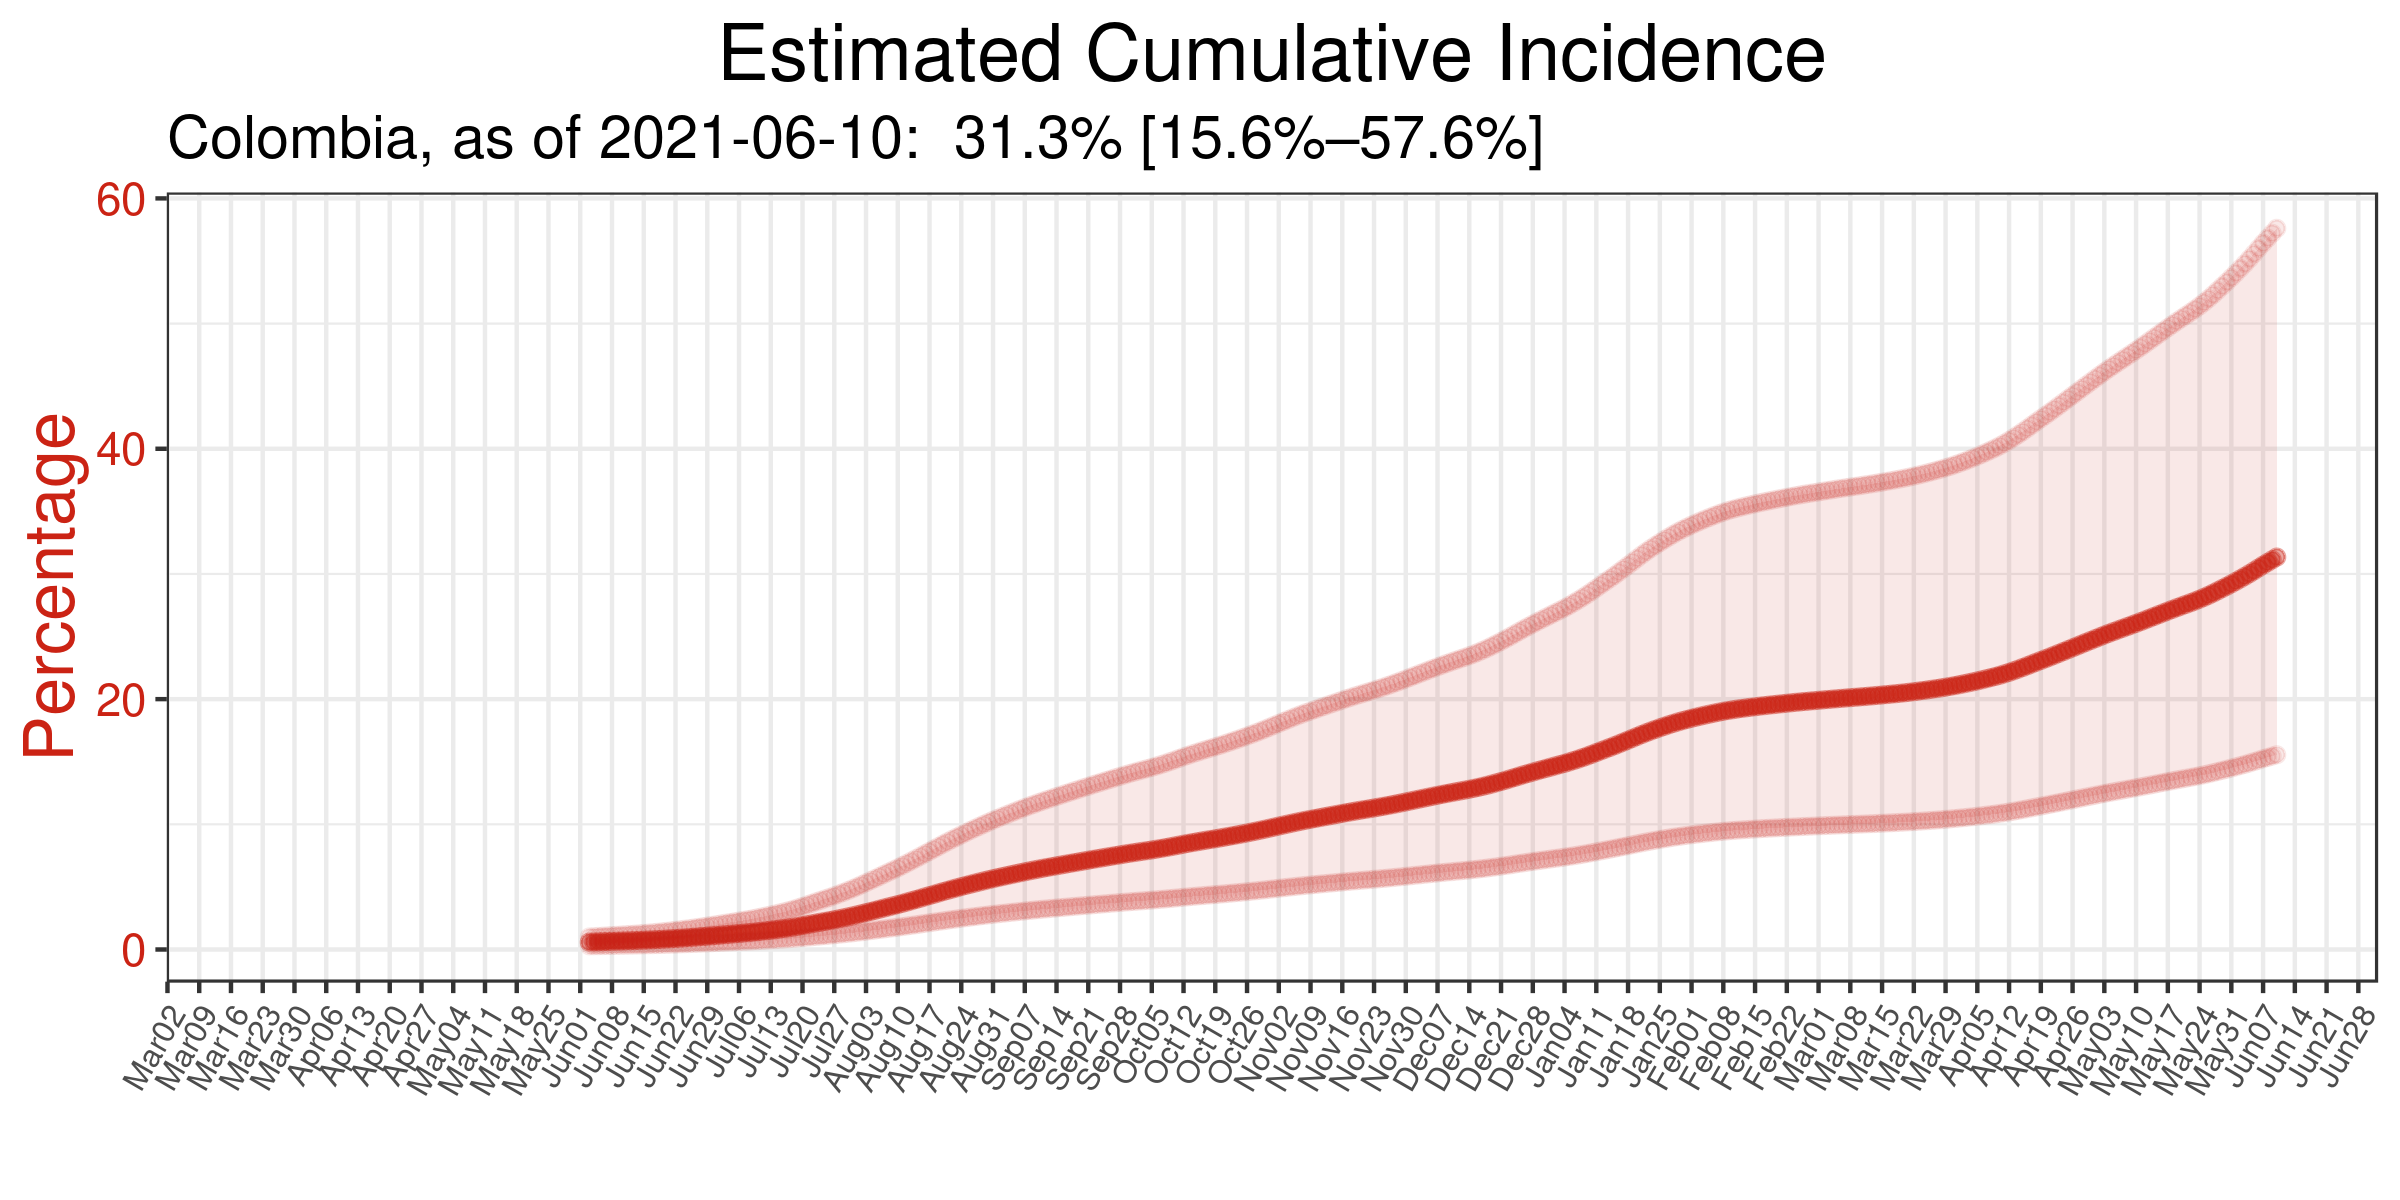 Estimated Cumulative Incidence
Colombia, as of 2021-06-10:  31.3% [15.6%–57.6%]
Percentage
60
40
20
0
Mar02
Mar09
Mar16
Mar23
Mar30
Apr06
Apr13
Apr20
Apr27
May04
May11
May18
May25
Jun01
Jun08
Jun15
Jun22
Jun29
Jul06
Jul13
Jul20
Jul27
Aug03
Aug10
Aug17
Aug24
Aug31
Sep07
Sep14
Sep21
Sep28
Oct05
Oct12
Oct19
Oct26
Nov02
Nov09
Nov16
Nov23
Nov30
Dec07
Dec14
Dec21
Dec28
Jan04
Jan11
Jan18
Jan25
Feb01
Feb08
Feb15
Feb22
Mar01
Mar08
Mar15
Mar22
Mar29
Apr05
Apr12
Apr19
Apr26
May03
May10
May17
May24
May31
Jun07
Jun14
Jun21
Jun28